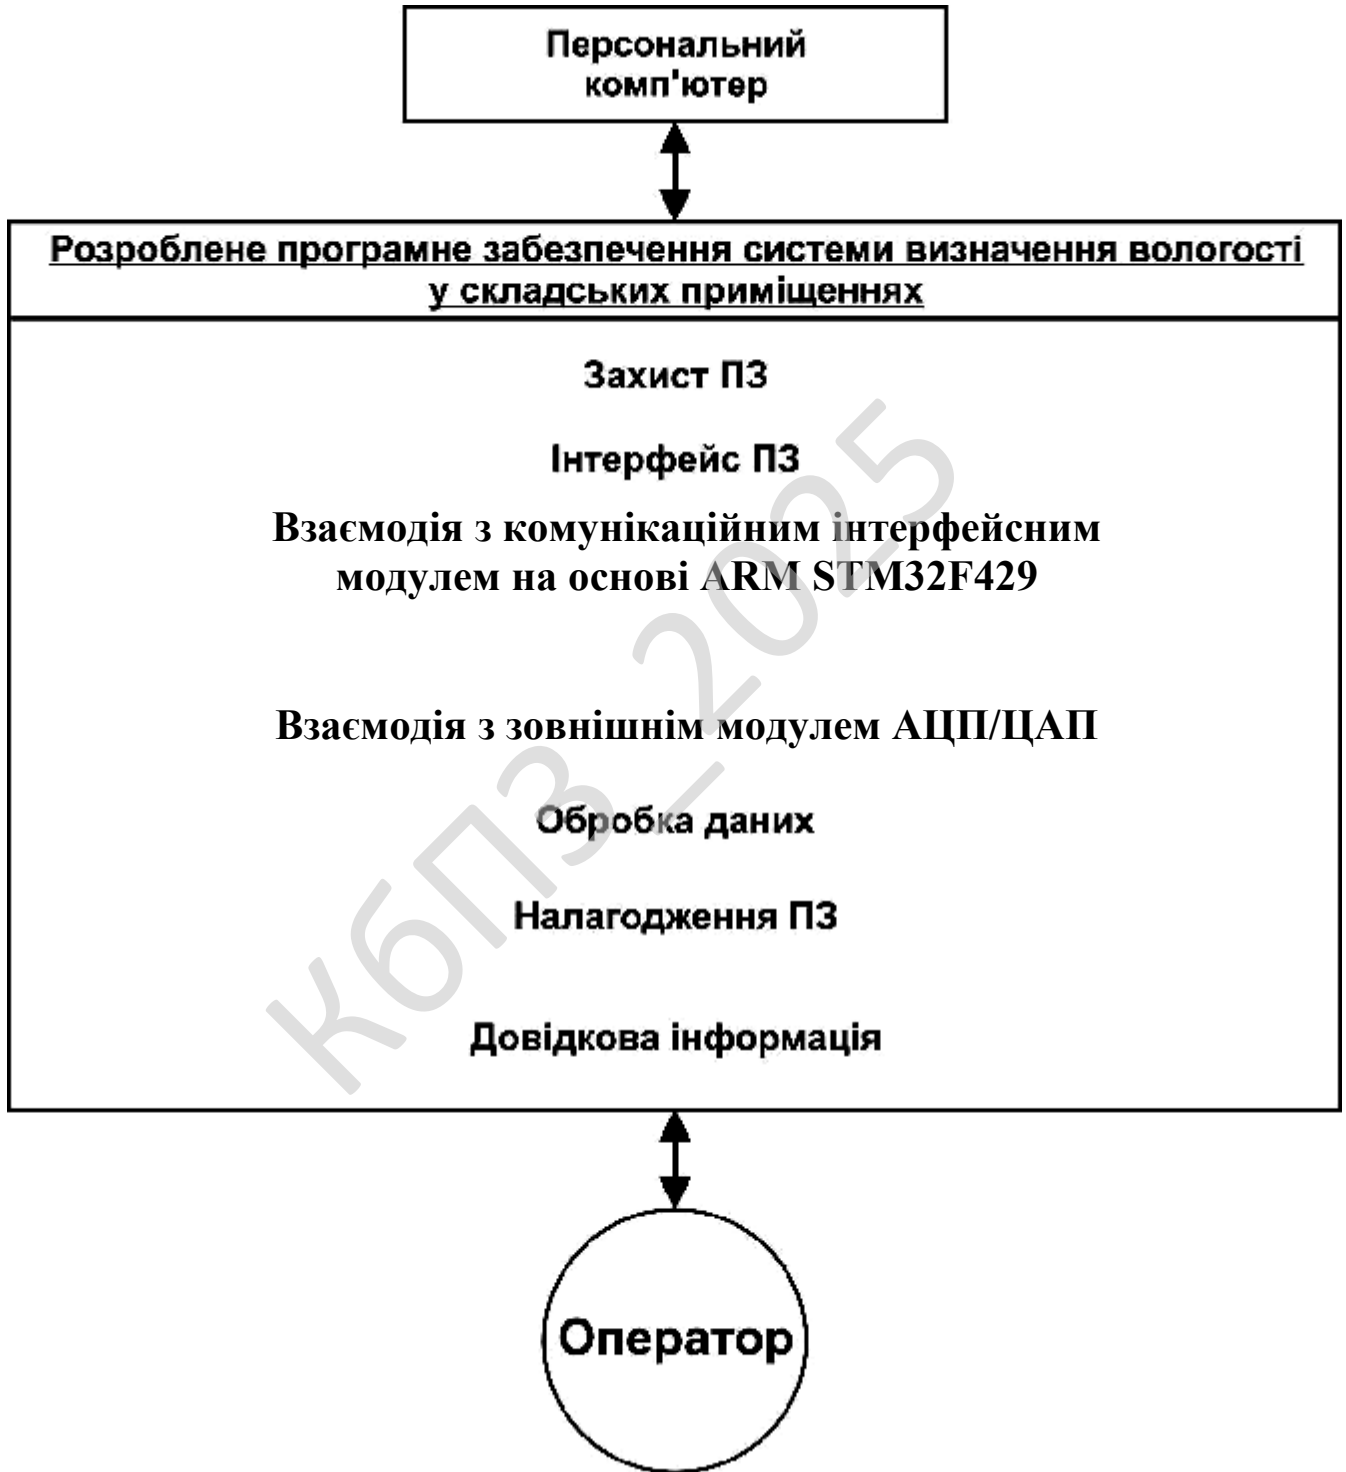 Персональний
комп'ютер
Розроблене програмне забезпечення системи визначення вологості
у складських приміщеннях
Захист ПЗ
Інтерфейс ПЗ
Взаємодія з комунікаційним інтерфейсним
модулем на основі ARM STM32F429
Взаємодія з зовнішнім модулем АЦП/ЦАП
Обробка даних
Налагодження ПЗ
Довідкова інформація
Оператор
КбПЗ_2025